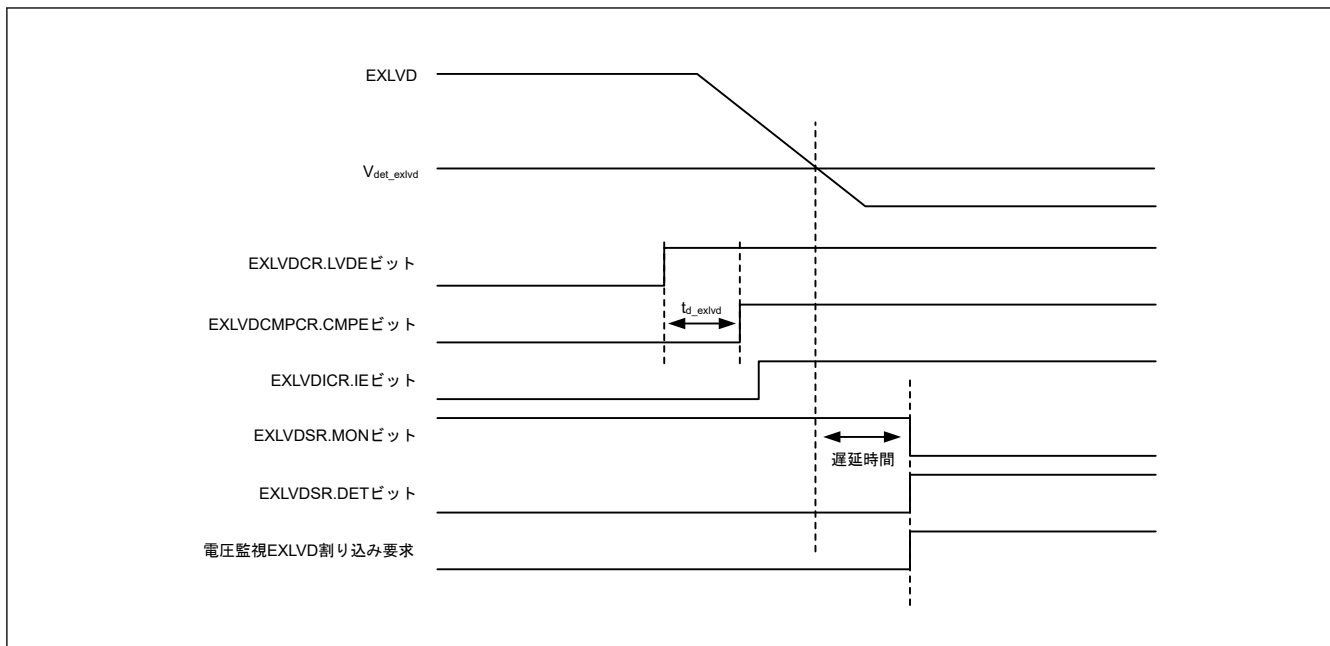 EXLVD
Vdet_exlvd
EXLVDCR.LVDEビット
td_exlvd
EXLVDCMPCR.CMPEビット
EXLVDICR.IEビット
EXLVDSR.MONビット
遅延時間
EXLVDSR.DETビット
電圧監視EXLVD割り込み要求